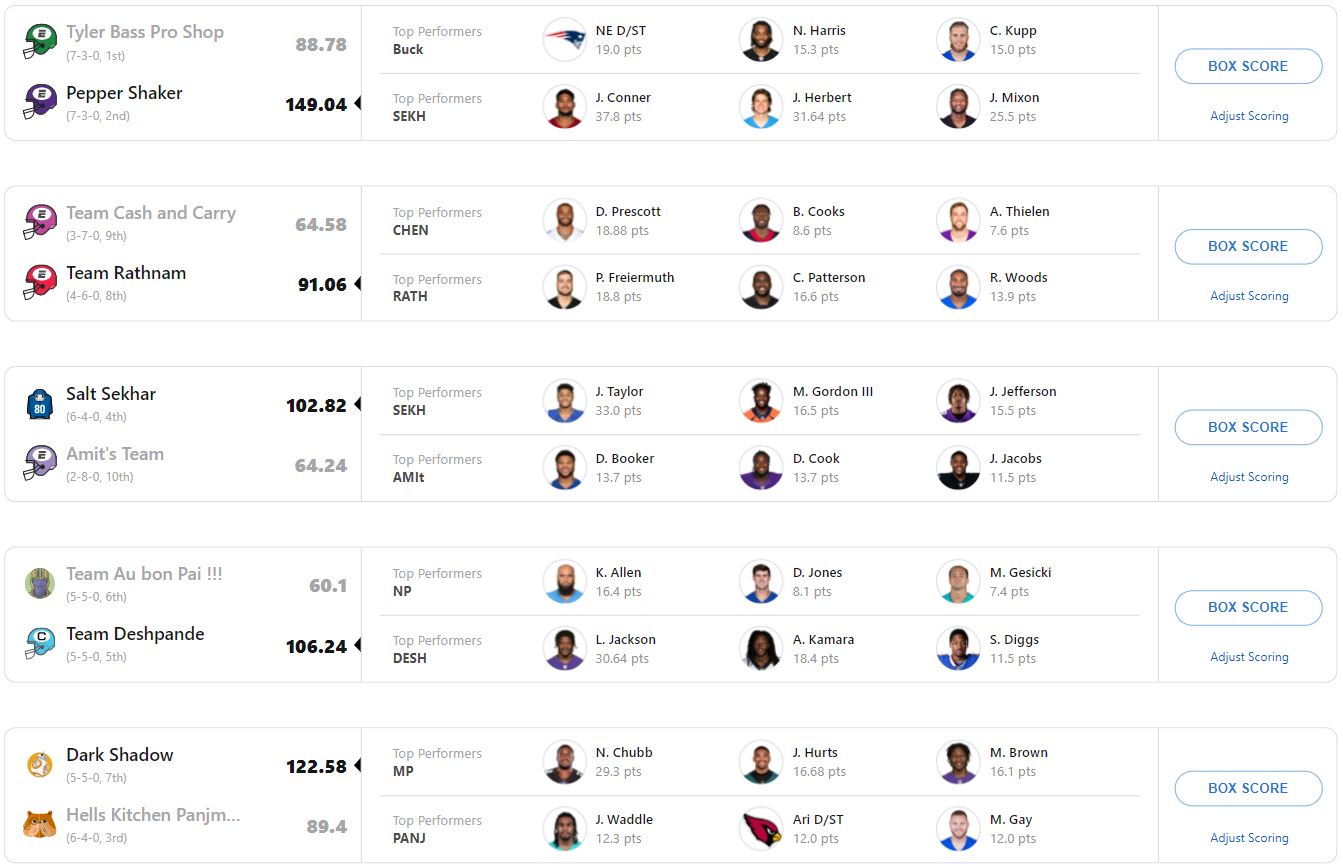 Tyler Bass Pro Shop
(7-3-0, 1st)
88.78
Pepper Shaker
(7-3-0, 2nd)
149.04
Top Performers
Buck
NE D/ST
19.0 pts
N. Harris
15.3 pts
C. Kupp
15.0 pts
Top Performers
SEKH
J. Conner
37.8 pts
J. Herbert
31.64 pts
J. Mixon
25.5 pts
BOX SCORE
Adjust Scoring
Team Cash and Carry
(3-7-0, 9th)
64.58
Team Rathnam
(4-6-0, 8th)
91.06
Top Performers
CHEN
D. Prescott
18.88 pts
B. Cooks
8.6 pts
A. Thielen
7.6 pts
Top Performers
RATH
P. Freiermuth
18.8 pts
C. Patterson
16.6 pts
R. Woods
13.9 pts
BOX SCORE
Adjust Scoring
Salt Sekhar
(6-4-0, 4th)
102.82
Amit's Team
(2-8-0, 10th)
64.24
Top Performers
SEKH
J. Taylor
33.0 pts
M. Gordon III
16.5 pts
J. Jefferson
15.5 pts
Top Performers
AMIt
D. Booker
13.7 pts
D. Cook
13.7 pts
J. Jacobs
11.5 pts
BOX SCORE
Adjust Scoring
Team Au bon Pai !!!
(5-5-0, 6th)
60.1
Team Deshpande
(5-5-0, 5th)
106.24
Top Performers
NP
K. Allen
16.4 pts
D. Jones
8.1 pts
M. Gesicki
7.4 pts
Top Performers
DESH
L. Jackson
30.64 pts
A. Kamara
18.4 pts
S. Diggs
11.5 pts
BOX SCORE
Adjust Scoring
Dark Shadow
(5-5-0, 7th)
122.58
Hells Kitchen Panjm...
(6-4-0, 3rd)
89.4
Top Performers
MP
N. Chubb
29.3 pts
J. Hurts
16.68 pts
M. Brown
16.1 pts
Top Performers
PANJ
J. Waddle
12.3 pts
Ari D/ST
12.0 pts
M. Gay
12.0 pts
BOX SCORE
Adjust Scoring